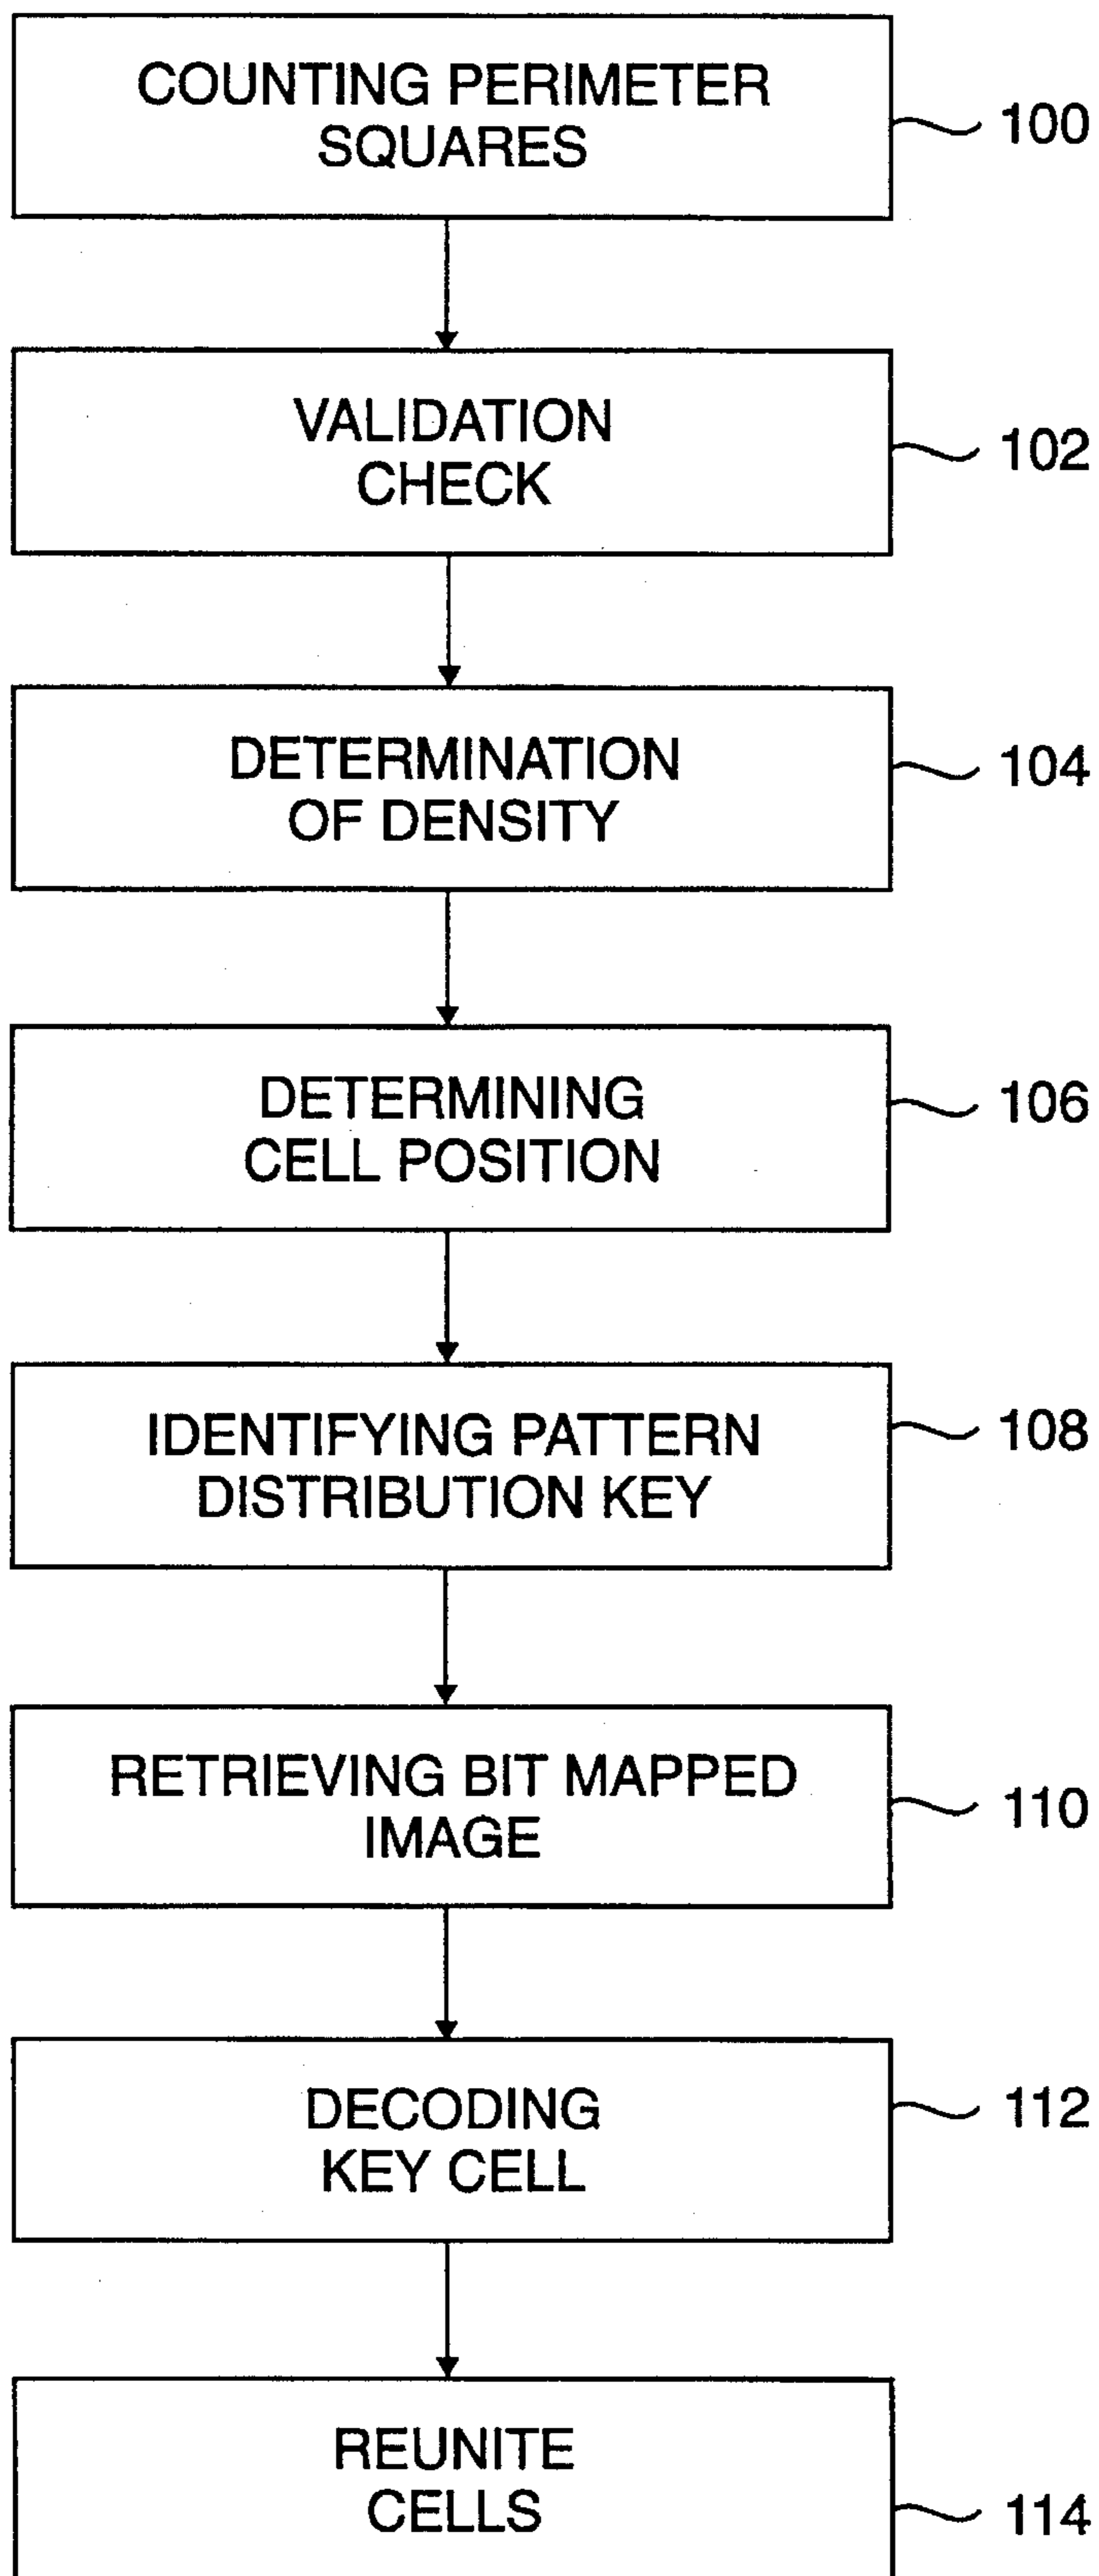 COUNTING PERIMETER
SQUARES
100
VALIDATION
CHECK
102
DETERMINATION
OF DENSITY
104
DETERMINING
CELL POSITION
106
IDENTIFYING PATTERN
DISTRIBUTION KEY
108
RETRIEVING BIT MAPPED
IMAGE
110
DECODING
KEY CELL
112
REUNITE
CELLS
114